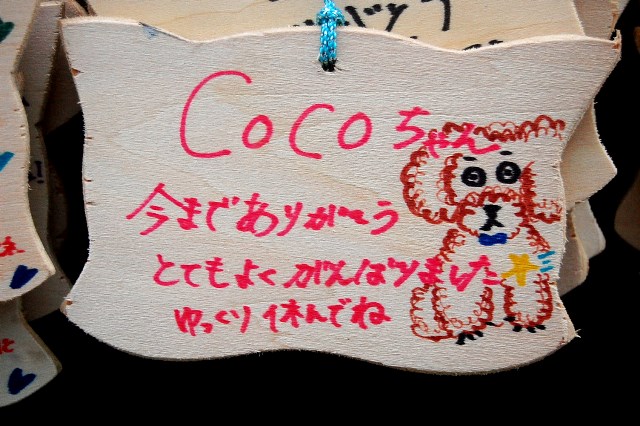 Cocoちゃん
今までありがとう
とてもよくがんばりました
ゆっくり休んでね